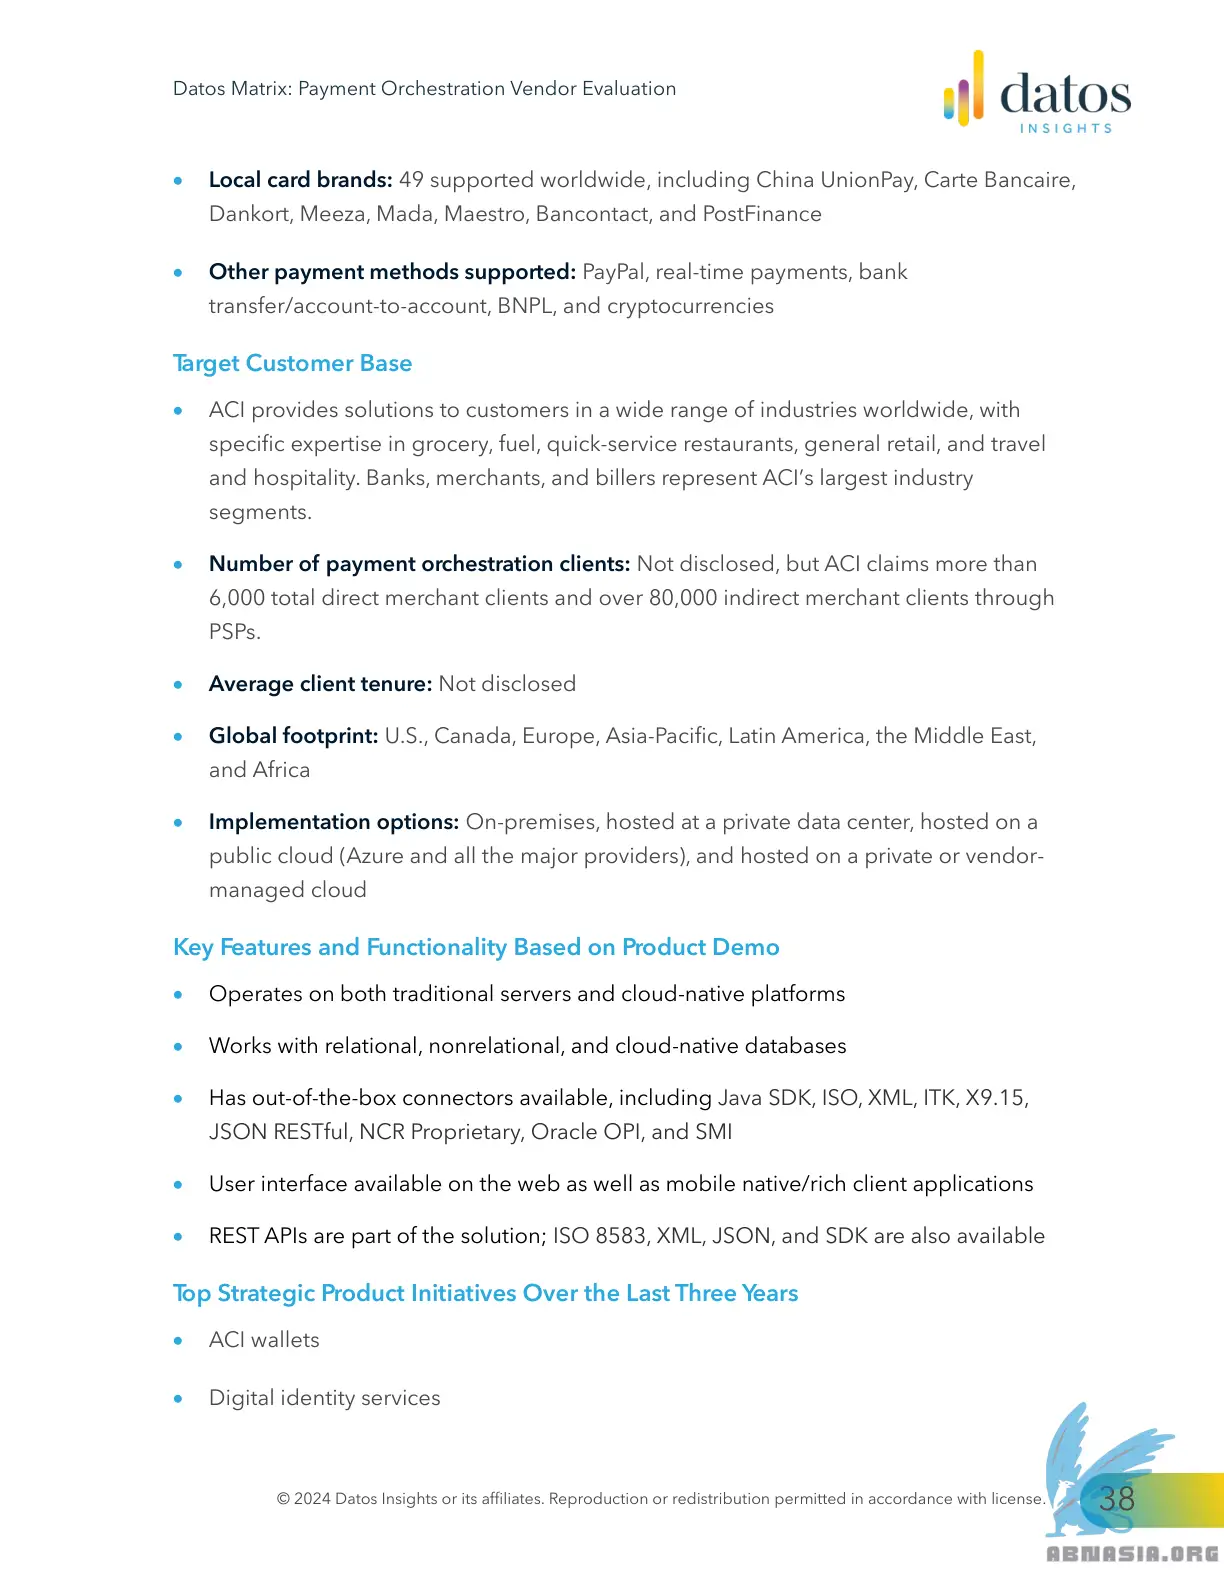 Datos Matrix: Payment Orchestration Vendor Evaluation
datos
INSIGHTS
• Local card brands: 49 supported worldwide, including China UnionPay, Carte Bancaire,
Dankort, Meeza, Mada, Maestro, Bancontact, and PostFinance
• Other payment methods supported: PayPal, real-time payments, bank
transfer/account-to-account, BNPL, and cryptocurrencies
Target Customer Base
• ACI provides solutions to customers in a wide range of industries worldwide, with
specific expertise in grocery, fuel, quick-service restaurants, general retail, and travel
and hospitality. Banks, merchants, and billers represent ACI’s largest industry
segments.
• Number of payment orchestration clients: Not disclosed, but ACI claims more than
6,000 total direct merchant clients and over 80,000 indirect merchant clients through
PSPs.
• Average client tenure: Not disclosed
• Global footprint: U.S., Canada, Europe, Asia-Pacific, Latin America, the Middle East,
and Africa
• Implementation options: On-premises, hosted at a private data center, hosted on a
public cloud (Azure and all the major providers), and hosted on a private or vendor-
managed cloud
Key Features and Functionality Based on Product Demo
• Operates on both traditional servers and cloud-native platforms
• Works with relational, nonrelational, and cloud-native databases
• Has out-of-the-box connectors available, including Java SDK, ISO, XML, ITK, X9.15,
JSON RESTful, NCR Proprietary, Oracle OPI, and SMI
• User interface available on the web as well as mobile native/rich client applications
• REST APIs are part of the solution; ISO 8583, XML, JSON, and SDK are also available
Top Strategic Product Initiatives Over the Last Three Years
• ACI wallets
• Digital identity services
© 2024 Datos Insights or its affiliates. Reproduction or redistribution permitted in accordance with license.
38
ABNASIA.ORG